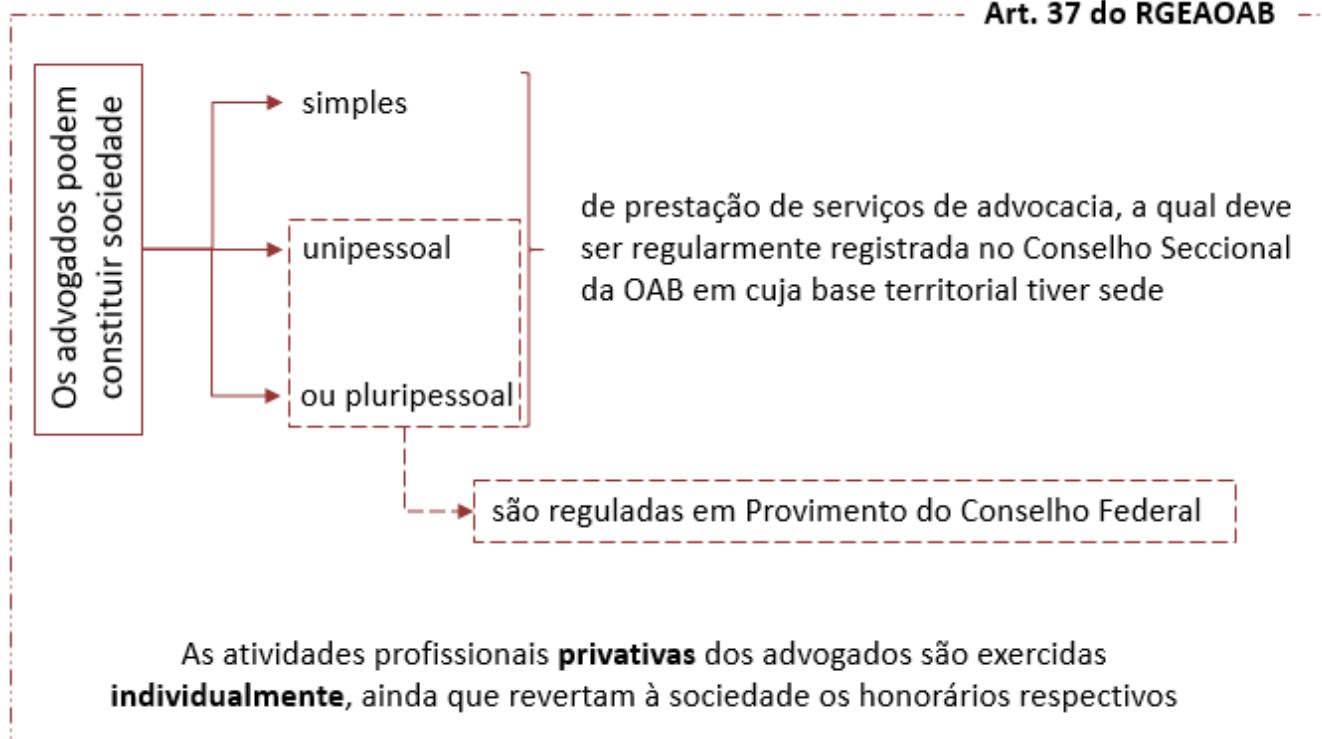 Art. 37 do RGEAOAB
Os advogados podem
constituir sociedade
simples
unipessoal
ou pluripessoal
de prestação de serviços de advocacia, a qual deve
ser regularmente registrada no Conselho Seccional
da OAB em cuja base territorial tiver sede
são reguladas em Provimento do Conselho Federal
As atividades profissionais privativas dos advogados são exercidas
individualmente, ainda que revertam à sociedade os honorários respectivos